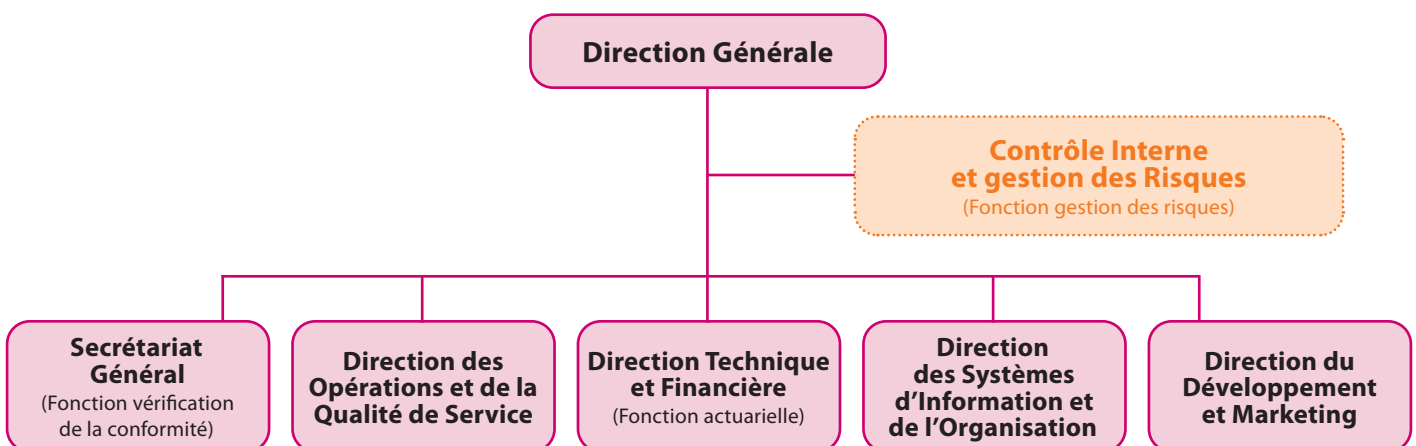 Direction Générale
Contrôle Interne
et gestion des Risques
(Fonction gestion des risques)
Secrétariat
Général
(Fonction vérification
de la conformité)
Direction des
Opérations et de la
Qualité de Service
Direction Technique
et Financière
(Fonction actuarielle)
Direction
des Systèmes
d’Information et
de l’Organisation
Direction du
Développement
et Marketing